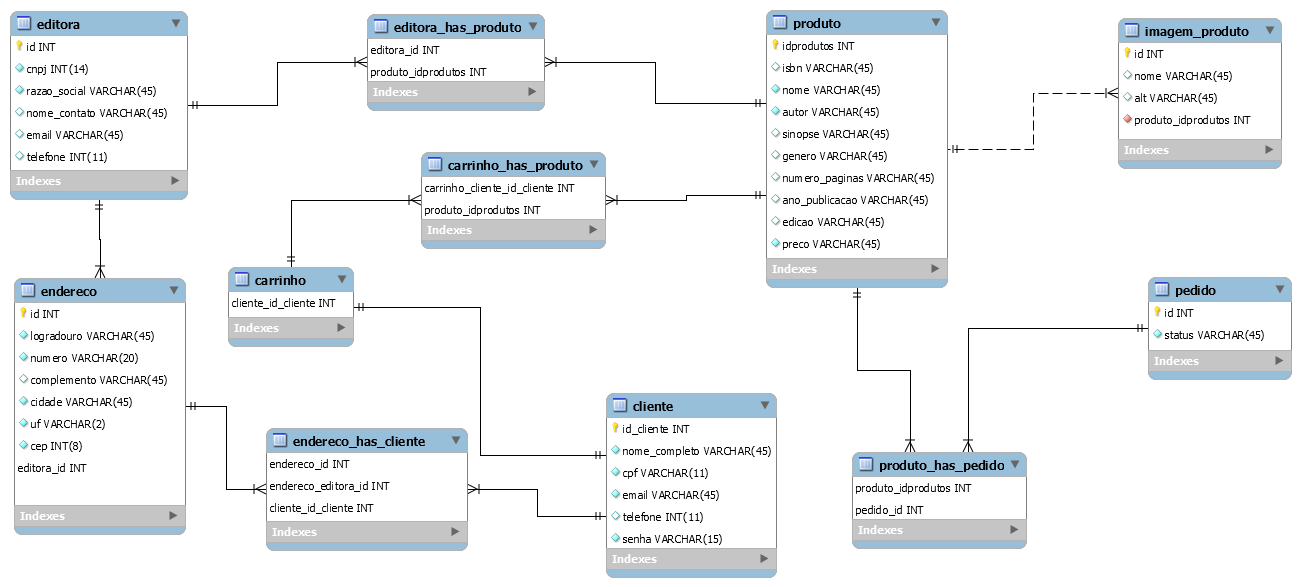 editora
id INT
cnpj INT(14)
razao_social VARCHAR(45)
nome_contato VARCHAR(45)
email VARCHAR(45)
telefone INT(11)
Indexes
editora_has_produto
editora_id INT
produto_idprodutos INT
Indexes
produto
idprodutos INT
isbn VARCHAR(45)
nome VARCHAR(45)
autor VARCHAR(45)
sinopse VARCHAR(45)
genero VARCHAR(45)
numero_paginas VARCHAR(45)
ano_publicacao VARCHAR(45)
edicao VARCHAR(45)
preco VARCHAR(45)
Indexes
imagem_produto
id INT
nome VARCHAR(45)
alt VARCHAR(45)
produto_idprodutos INT
Indexes
carrinho_has_produto
carrinho_cliente_id_cliente INT
produto_idprodutos INT
Indexes
carrinho
cliente_id_cliente INT
Indexes
endereco
id INT
logradouro VARCHAR(45)
numero VARCHAR(20)
complemento VARCHAR(45)
cidade VARCHAR(45)
uf VARCHAR(2)
cep INT(8)
editora_id INT
Indexes
endereco_has_cliente
endereco_id INT
endereco_editora_id INT
cliente_id_cliente INT
Indexes
cliente
id_cliente INT
nome_completo VARCHAR(45)
cpf VARCHAR(11)
email VARCHAR(45)
telefone INT(11)
senha VARCHAR(15)
Indexes
pedido
id INT
status VARCHAR(45)
Indexes
produto_has_pedido
produto_idprodutos INT
pedido_id INT
Indexes